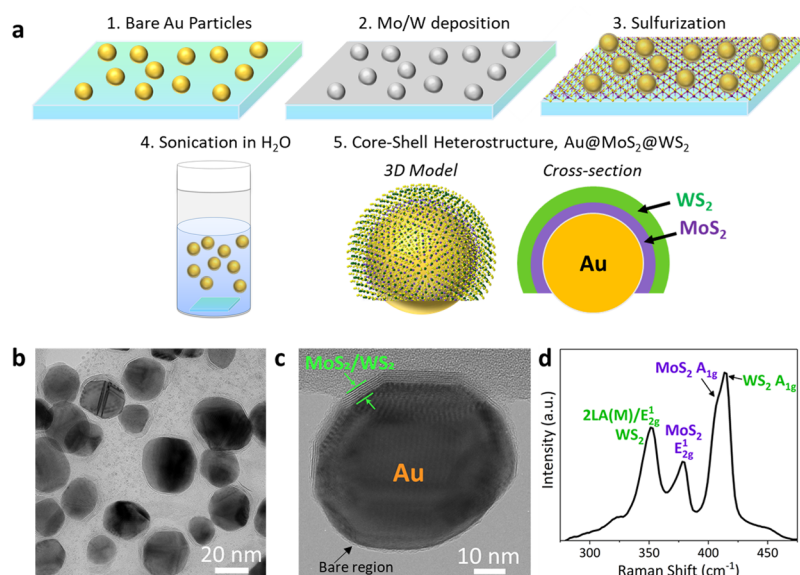 a
1. Bare Au Particles
2. Mo/W deposition
3. Sulfurization
4. Sonication in H₂O
5. Core-Shell Heterostructure, Au@MoS₂@WS₂
3D Model
Cross-section
WS₂
MoS₂
Au
b
20 nm
c
MoS₂/WS₂
Au
Bare region
10 nm
d
Intensity (a.u.)
2LA(M)/E¹₂g
WS₂
MoS₂
E¹₂g
MoS₂ A₁g
WS₂ A₁g
300 350 400 450
Raman Shift (cm⁻¹)